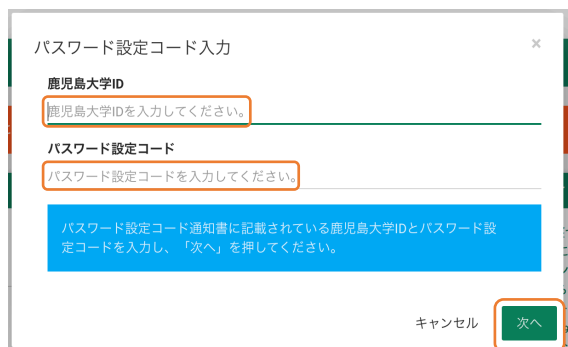 パスワード設定コード入力
×
鹿児島大学ID
鹿児島大学IDを入力してください。
パスワード設定コード
パスワード設定コードを入力してください。
パスワード設定コード通知書に記載されている鹿児島大学IDとパスワード設
定コードを入力し、「次へ」を押してください。
キャンセル
次へ